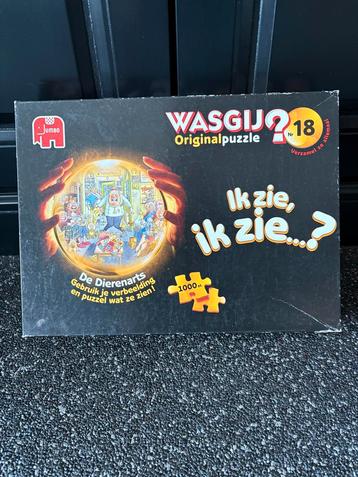 Jumbo
WASGIJ?
Originalpuzzle
Nr 18
Verzamel ze allemaal!
Ik zie,
ik zie...?
De Dierenarts
Gebruik je verbeelding
en puzzel wat ze zien!
1000 st.